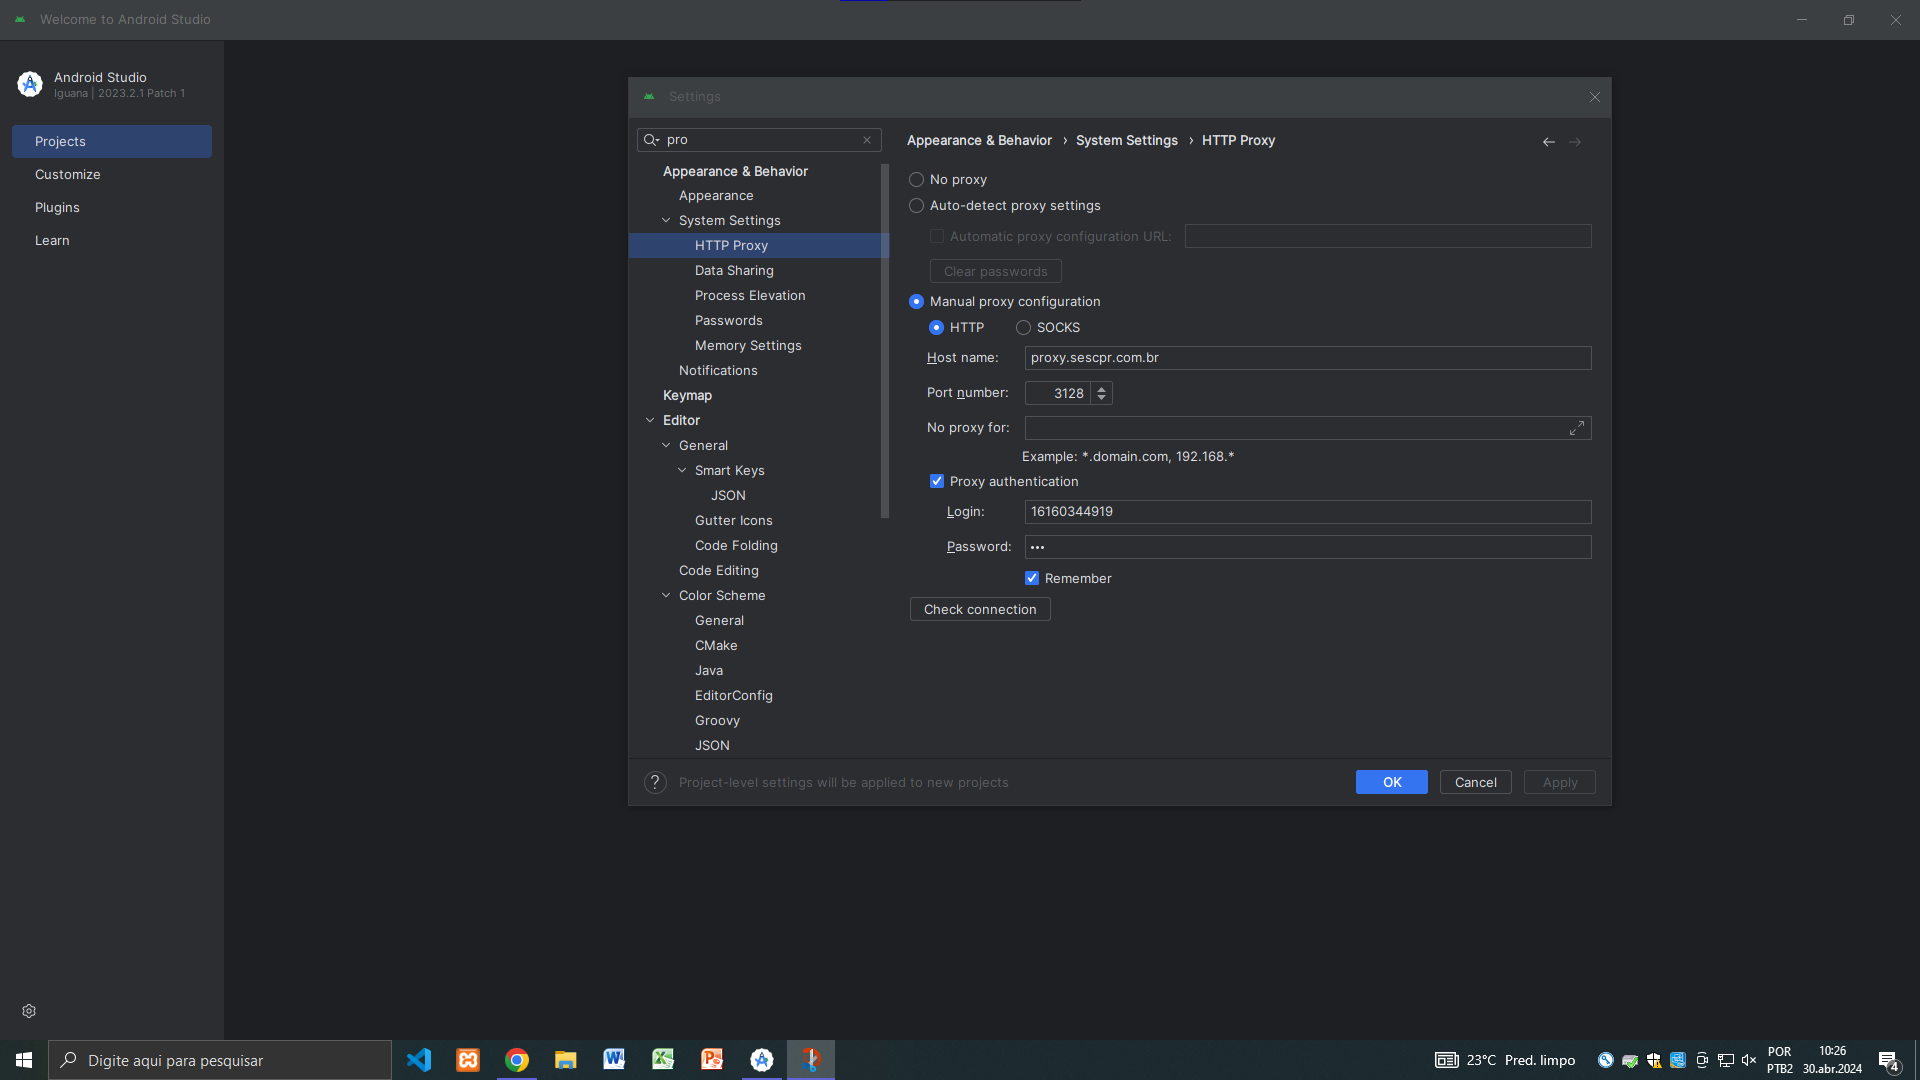 Welcome to Android Studio
Android Studio
Iguana | 2023.2.1 Patch 1
Projects
Customize
Plugins
Learn
Settings
pro
Appearance & Behavior
Appearance
System Settings
HTTP Proxy
Data Sharing
Process Elevation
Passwords
Memory Settings
Notifications
Keymap
Editor
General
Smart Keys
JSON
Gutter Icons
Code Folding
Code Editing
Color Scheme
General
CMake
Java
EditorConfig
Groovy
JSON
Appearance & Behavior › System Settings › HTTP Proxy
No proxy
Auto-detect proxy settings
Automatic proxy configuration URL:
Clear passwords
Manual proxy configuration
HTTP SOCKS
Host name: proxy.sescpr.com.br
Port number: 3128
No proxy for:
Example: *.domain.com, 192.168.*
Proxy authentication
Login: 16160344919
Password: •••
Remember
Check connection
? Project-level settings will be applied to new projects
OK Cancel Apply
Digite aqui para pesquisar
23°C Pred. limpo
POR
PTB2
10:26
30.abr.2024
4